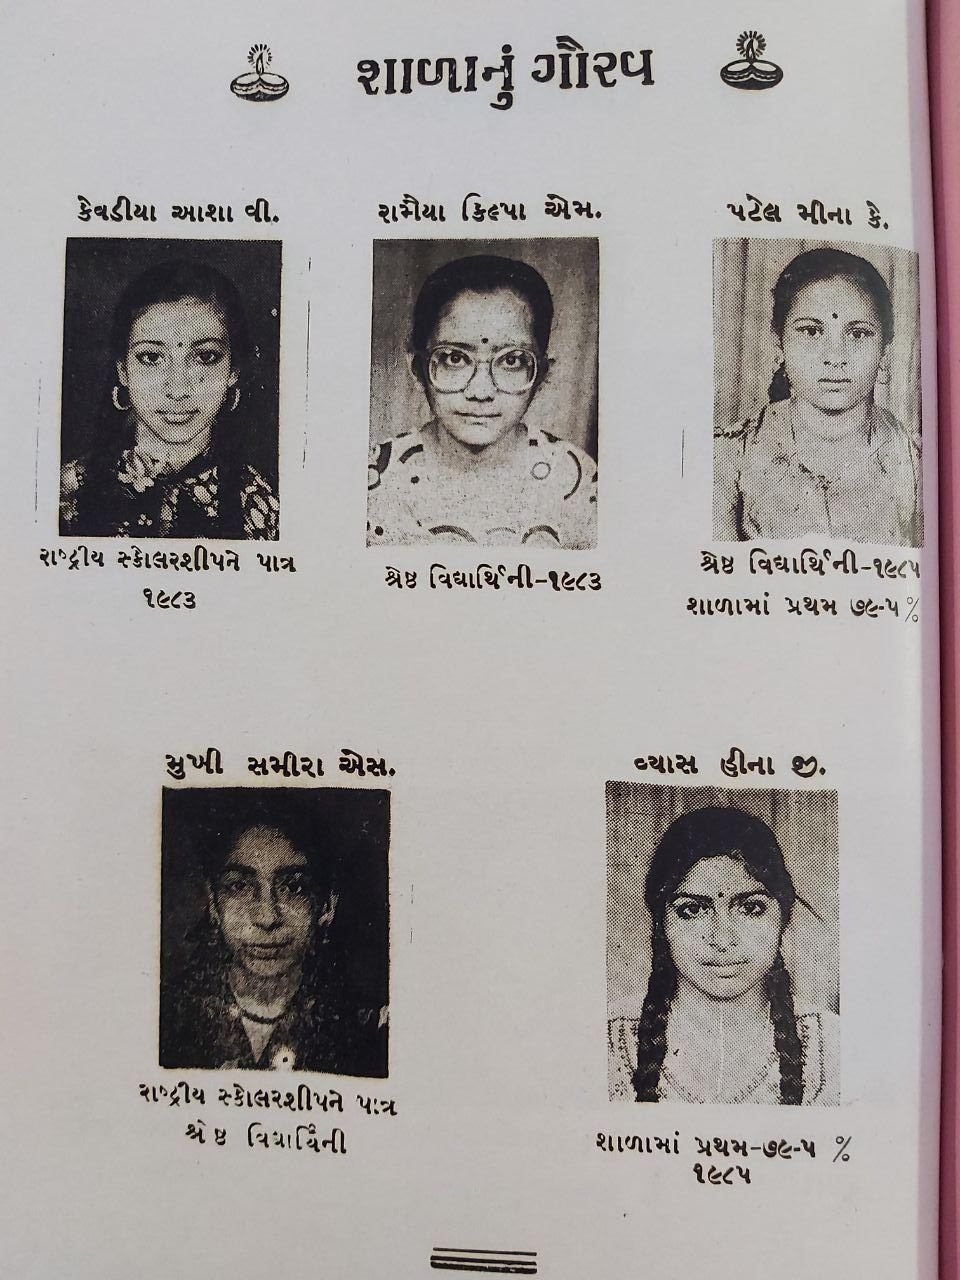 શાળાનું ગૌરવ
કેવડીયા આશા વી.
રામૈયા કિલ્પા એમ.
પટેલ મીના કે.
રાષ્ટ્રીય સ્કોલરશીપને પાત્ર
૧૯૮૩
શ્રેષ્ઠ વિદ્યાર્થિની-૧૯૮૩
શ્રેષ્ઠ વિદ્યાર્થિની-૧૯૮૫
શાળામાં પ્રથમ ૭૯-૫ %
મુખી સમીરા એસ.
વ્યાસ હીના જી.
રાષ્ટ્રીય સ્કોલરશીપને પાત્ર
શ્રેષ્ઠ વિદ્યાર્થિની
શાળામાં પ્રથમ-૭૯-૫ %
૧૯૮૫